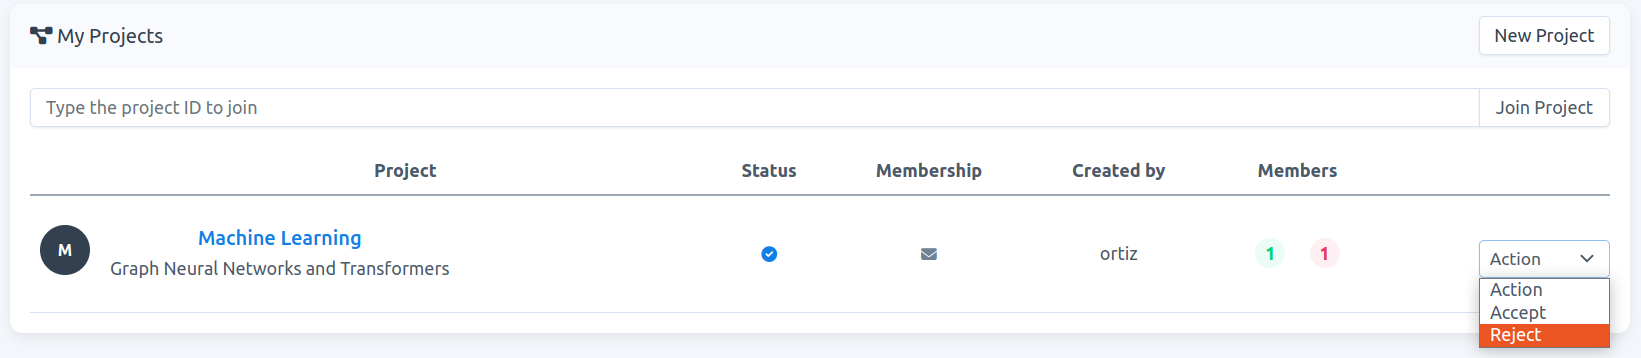 My Projects
New Project
Type the project ID to join
Join Project
Project Status Membership Created by Members
M
Machine Learning
Graph Neural Networks and Transformers
ortiz
1 1
Action
Action
Accept
Reject